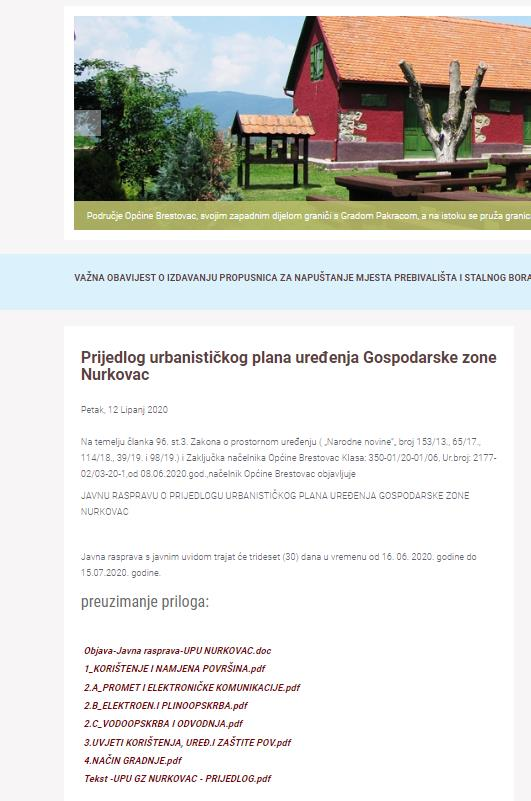 Područje Općine Brestovac, svojim zapadnim dijelom graniči s Gradom Pakracom, a na istoku se pruža
VAŽNA OBAVIJEST O IZDAVANJU PROPUSNICA ZA NAPUŠTANJE MJESTA PREBIVALIŠTA I STALNOG
Prijedlog urbanističkog plana uređenja Gospodarske zone
Nurkovac
Petak, 12 Lipanj 2020
Na temelju članka 96. st.3. Zakona o prostornom uređenju ( „Narodne novine“, broj 153/13., 65/17.,
114/18., 39/19. i 98/19.) i Zaključka načelnika Općine Brestovac Klasa: 350-01/20-01/06, Ur.broj: 2177-
02/03-20-1,od 08.06.2020.god.,načelnik Općine Brestovac objavljuje
JAVNU RASPRAVU O PRIJEDLOGU URBANISTIČKOG PLANA UREĐENJA GOSPODARSKE ZONE
NURKOVAC
Javna rasprava s javnim uvidom trajat će trideset (30) dana u vremenu od 16. 06. 2020. godine do
15.07.2020. godine.
preuzimanje priloga:
Objava-Javna rasprava-UPU NURKOVAC.doc
1_KORIŠTENJE I NAMJENA POVRŠINA.pdf
2.A_PROMET I ELEKTRONIČKE KOMUNIKACIJE.pdf
2.B_ELEKTROEN.I PLINOOPSKRBA.pdf
2.C_VODOOPSKRBA I ODVODNJA.pdf
3.UVJETI KORIŠTENJA, UREĐ.I ZAŠTITE POV.pdf
4.NAČIN GRADNJE.pdf
Tekst -UPU GZ NURKOVAC - PRIJEDLOG.pdf